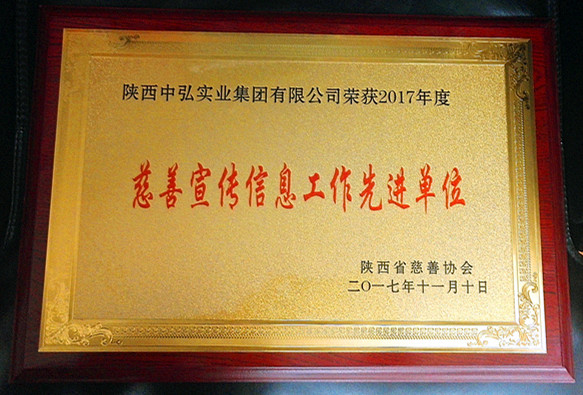 陕西中弘实业集团有限公司荣获2017年度
慈善宣传信息工作先进单位
陕西省慈善协会
二〇一七年十一月十日